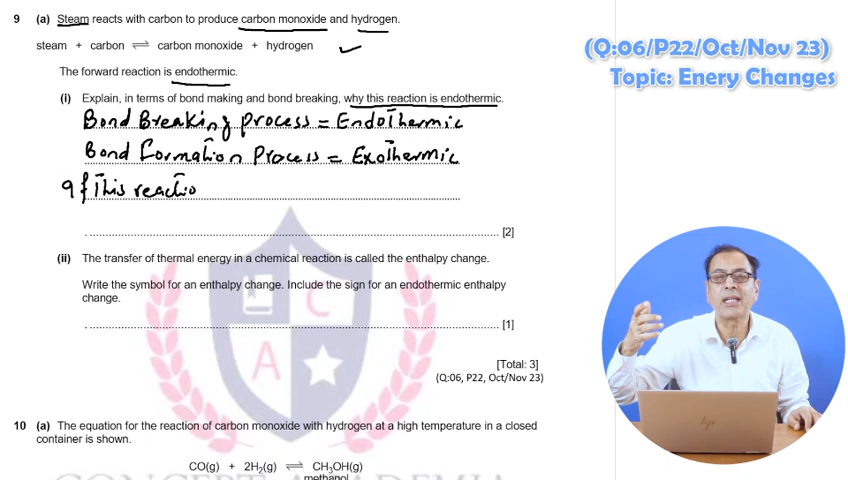 9 (a) Steam reacts with carbon to produce carbon monoxide and hydrogen.
steam + carbon ⇌ carbon monoxide + hydrogen
The forward reaction is endothermic.
(i) Explain, in terms of bond making and bond breaking, why this reaction is endothermic.
Bond Breaking process = Endothermic
Bond Formation Process = Exothermic
If This reactio
[2]
(ii) The transfer of thermal energy in a chemical reaction is called the enthalpy change.
Write the symbol for an enthalpy change. Include the sign for an endothermic enthalpy
change.
[1]
[Total: 3]
(Q:06, P22, Oct/Nov 23)
10 (a) The equation for the reaction of carbon monoxide with hydrogen at a high temperature in a closed
container is shown.
CO(g) + 2H₂(g) ⇌ CH₃OH(g)
methanol
(Q:06/P22/Oct/Nov 23)
Topic: Enery Changes
C
A
CONCEPT ACADEMIA
hp